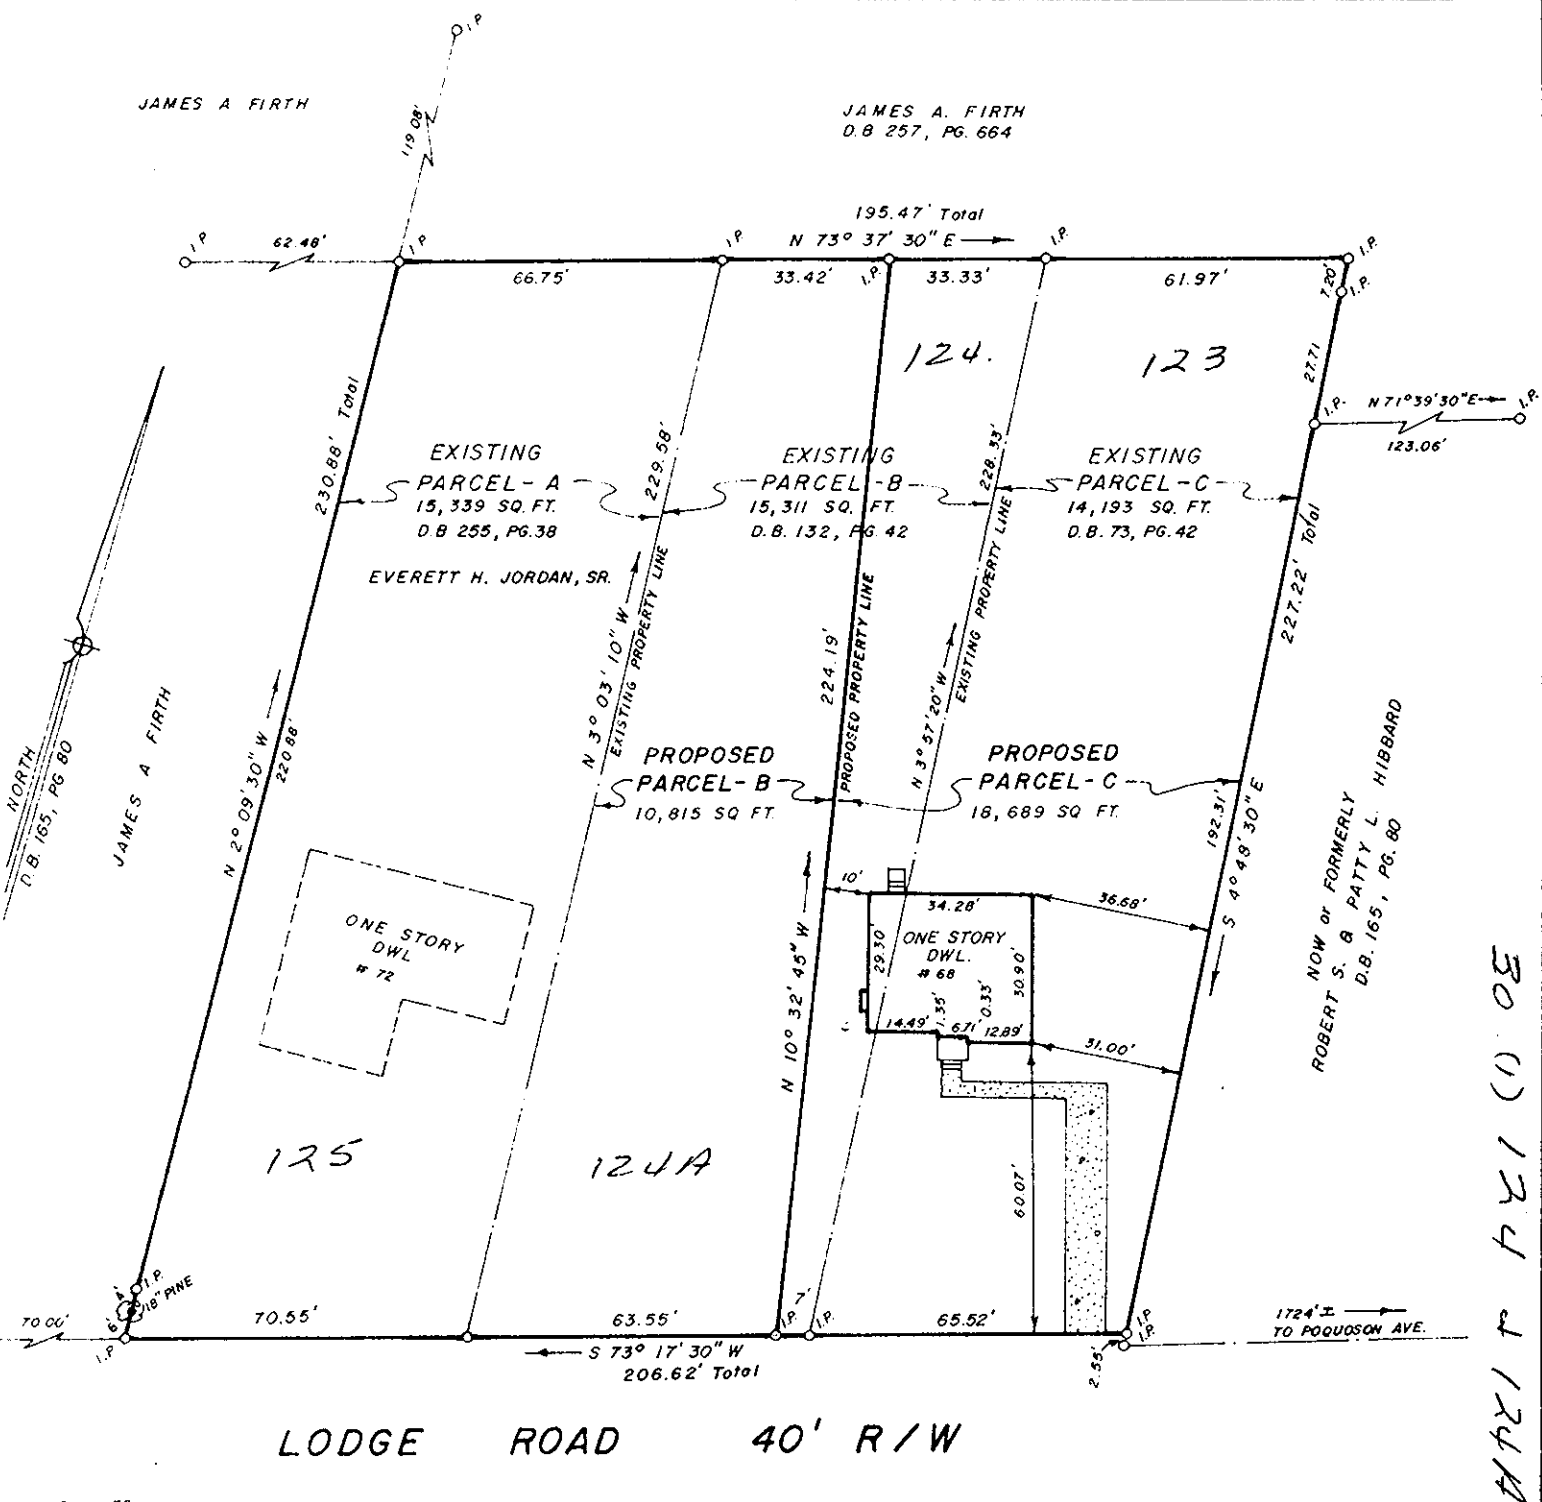 I.P
JAMES A FIRTH
119.08'
JAMES A. FIRTH
D.B 257, PG. 664
195.47' Total
N 73° 37' 30" E
I.P
62.48'
I.P
I.P.
I.P.
I.P.
I.P.
66.75'
33.42'
33.33'
61.97'
7.20'
I.P.
124.
123
27.71
I.P.
N 71° 39' 30" E
I.P.
123.06'
230.88' Total
EXISTING
PARCEL - A
15,339 SQ. FT.
D.B 255, PG.38
229.58'
EXISTING
PARCEL - B
15,311 SQ. FT.
D.B. 132, PG. 42
228.33'
EXISTING
PARCEL - C
14,193 SQ. FT.
D.B. 73, PG. 42
227.22' Total
EVERETT H. JORDAN, SR.
N 3° 03' 10" W
EXISTING PROPERTY LINE
224.19'
PROPOSED PROPERTY LINE
N 3° 57' 20" W
EXISTING PROPERTY LINE
NORTH
D.B. 165, PG 80
JAMES A FIRTH
N 2° 09' 30" W
220.88'
PROPOSED
PARCEL - B
10,815 SQ FT.
PROPOSED
PARCEL - C
18,689 SQ FT.
192.31'
S 4° 48' 30" E
NOW or FORMERLY
ROBERT S. & PATTY L. HIBBARD
D.B. 165, PG. 80
10'
34.28'
36.68'
ONE STORY
DWL
# 72
29.30'
ONE STORY
DWL.
# 68
30.90'
1.35'
0.33'
14.49'
6.71'
12.89'
31.00'
N 10° 32' 45" W
60.07'
125
124A
30 (1) 124 + 124A
I.P.
18" PINE
4'
6'
70.00'
I.P
70.55'
63.55'
7'
I.P.
I.P.
65.52'
I.P.
I.P.
1724' ±
TO POQUOSON AVE.
2.55'
S 73° 17' 30" W
206.62' Total
LODGE ROAD 40' R/W